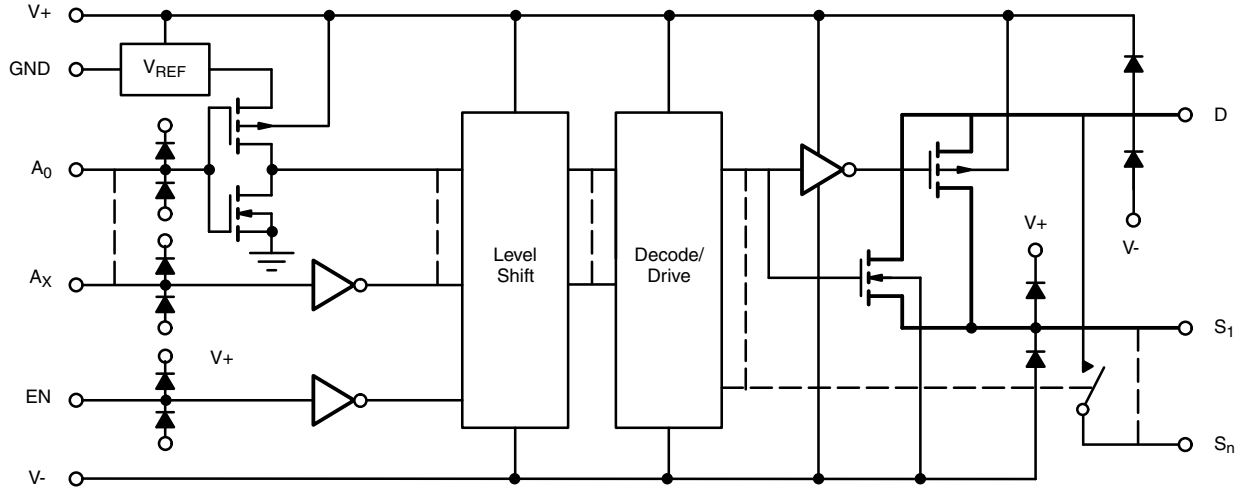 V+
GND
VREF
A0
AX
EN
V-
V+
Level
Shift
Decode/
Drive
V+
D
V-
S1
Sn